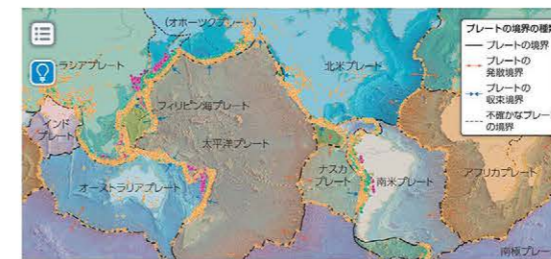 (オホーツクプレート)
ラシアプレート
北米プレート
フィリピン海プレート
インド
プレート
太平洋プレート
オーストラリアプレート
ナスカ
プレート
南米プレート
アフリカプレート
南極プレー
プレートの境界の種類
プレートの境界
プレートの
発散境界
プレートの
収束境界
不確かなプレー
の境界